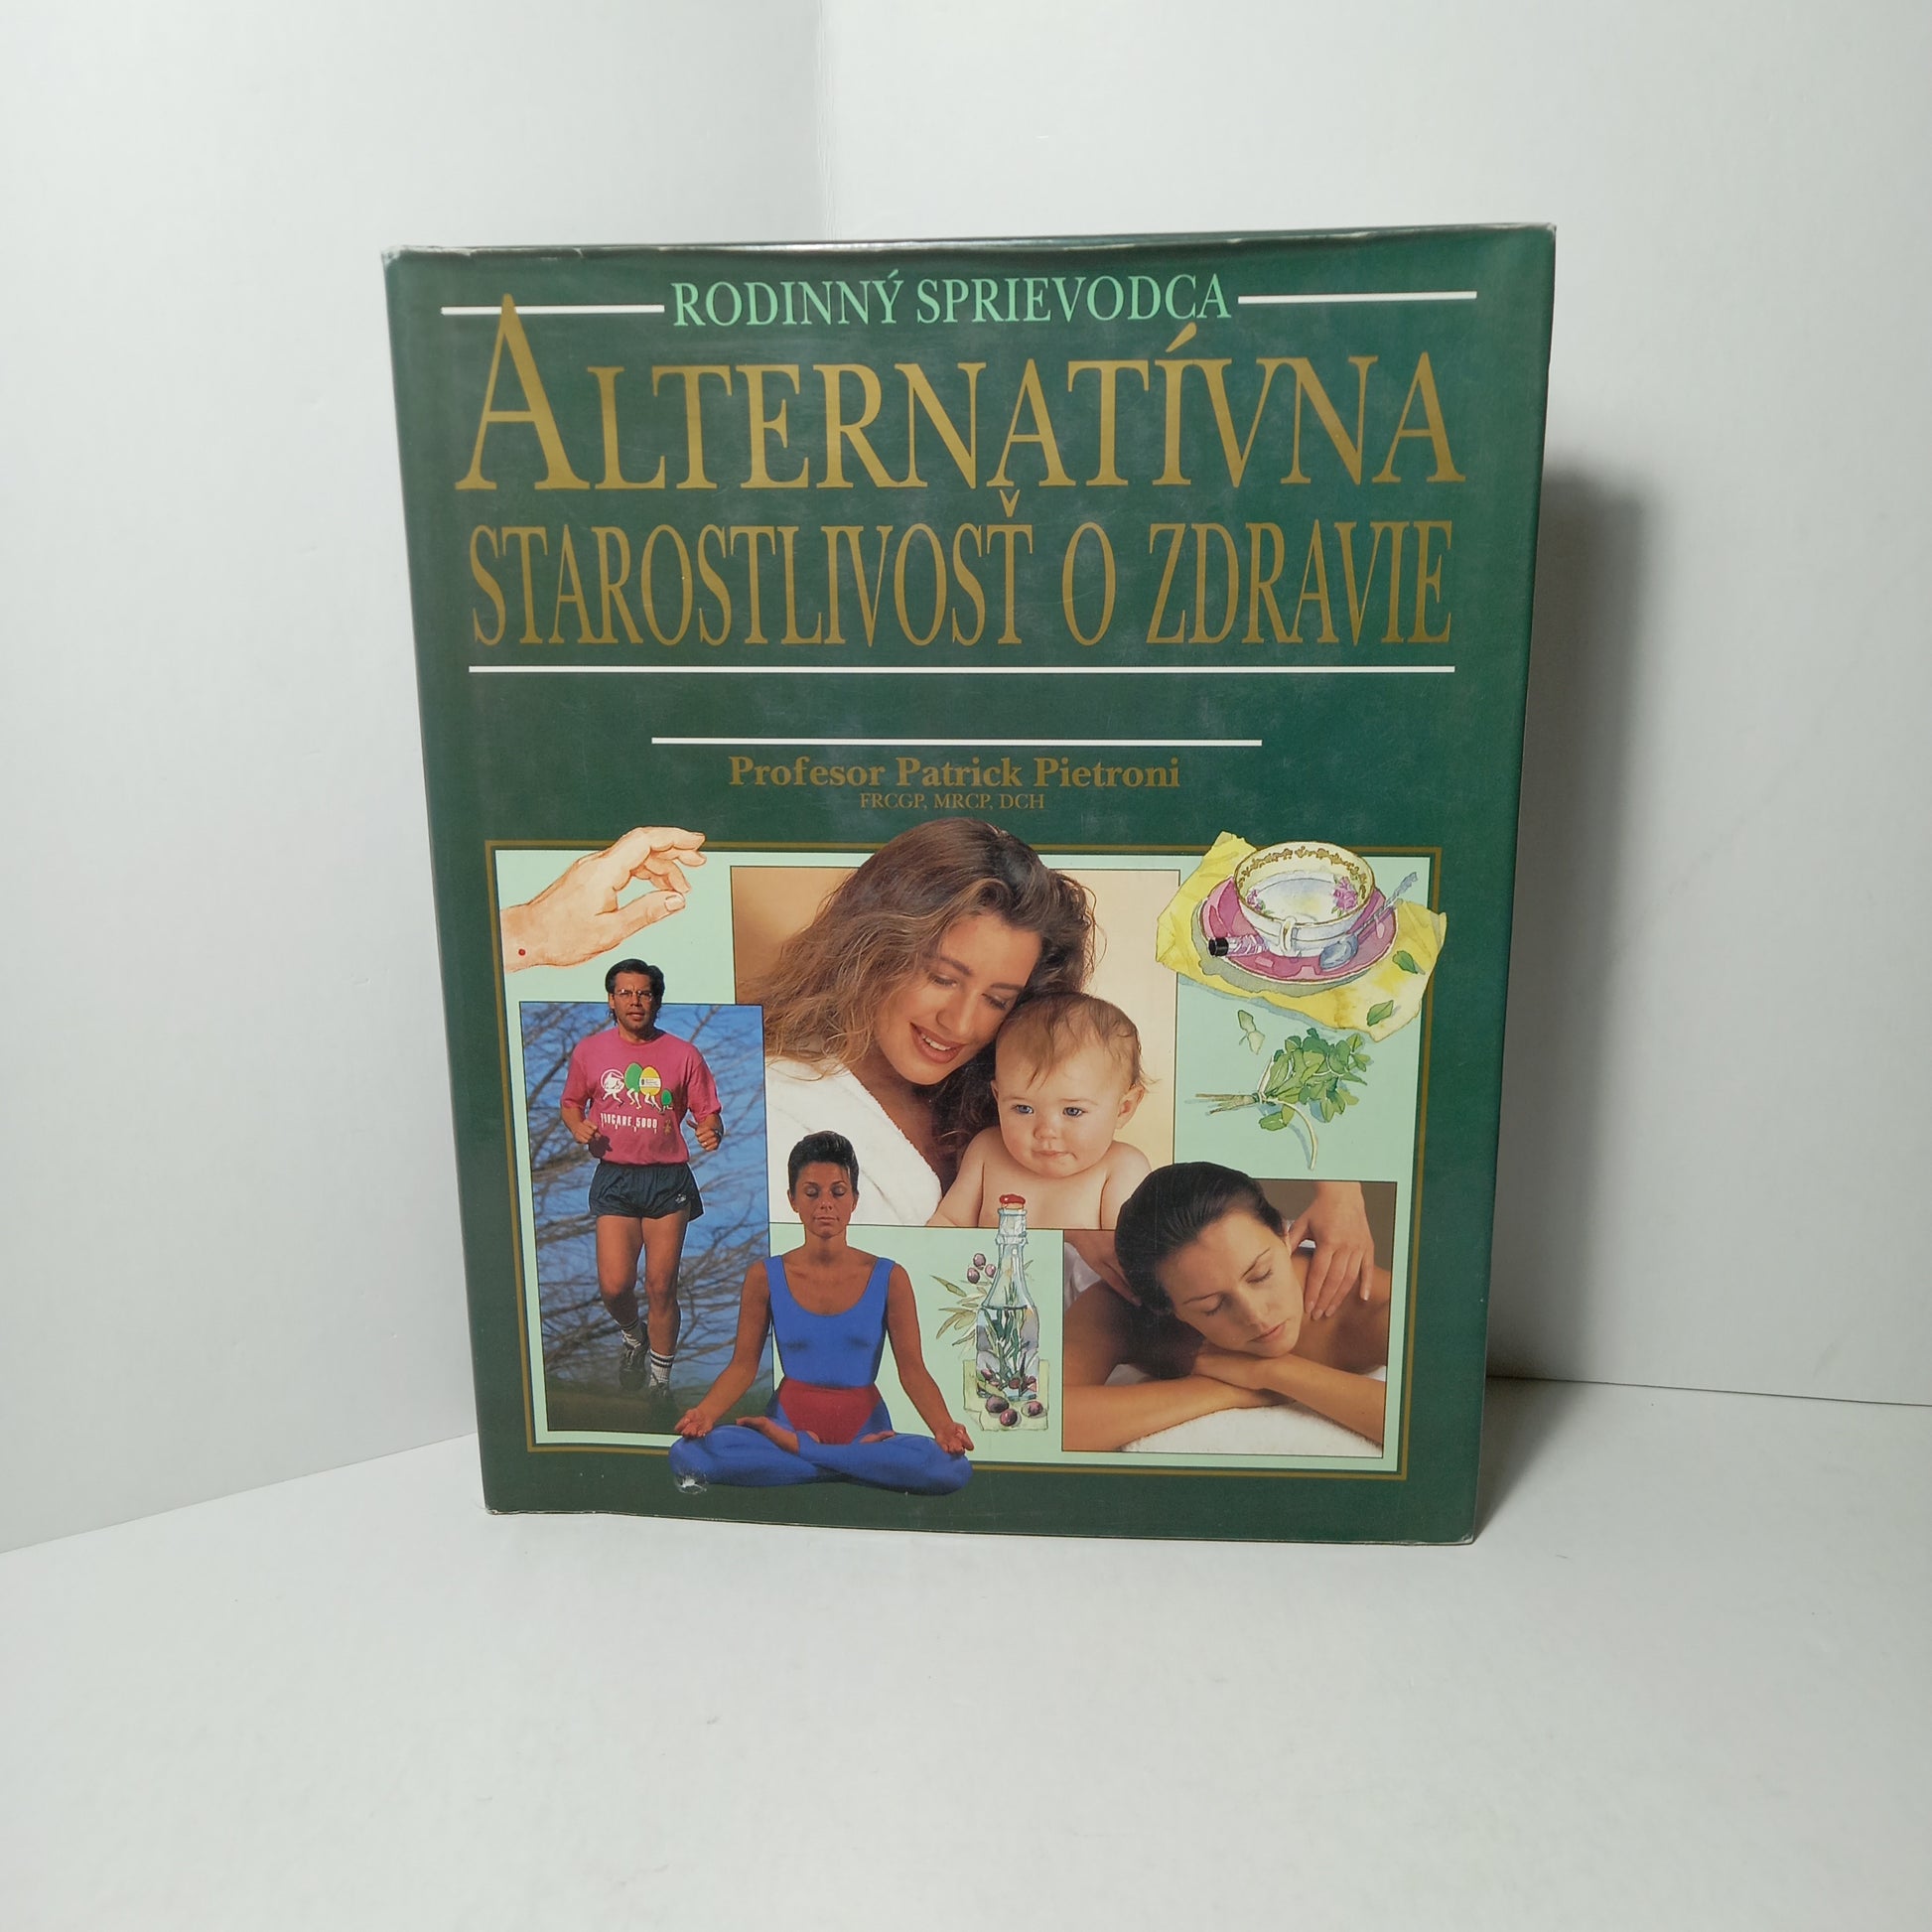 RODINNÝ SPRIEVODCA
ALTERNATÍVNA
STAROSTLIVOSŤ O ZDRAVIE
Profesor Patrick Pietroni
FRCGP, MRCP, DCH